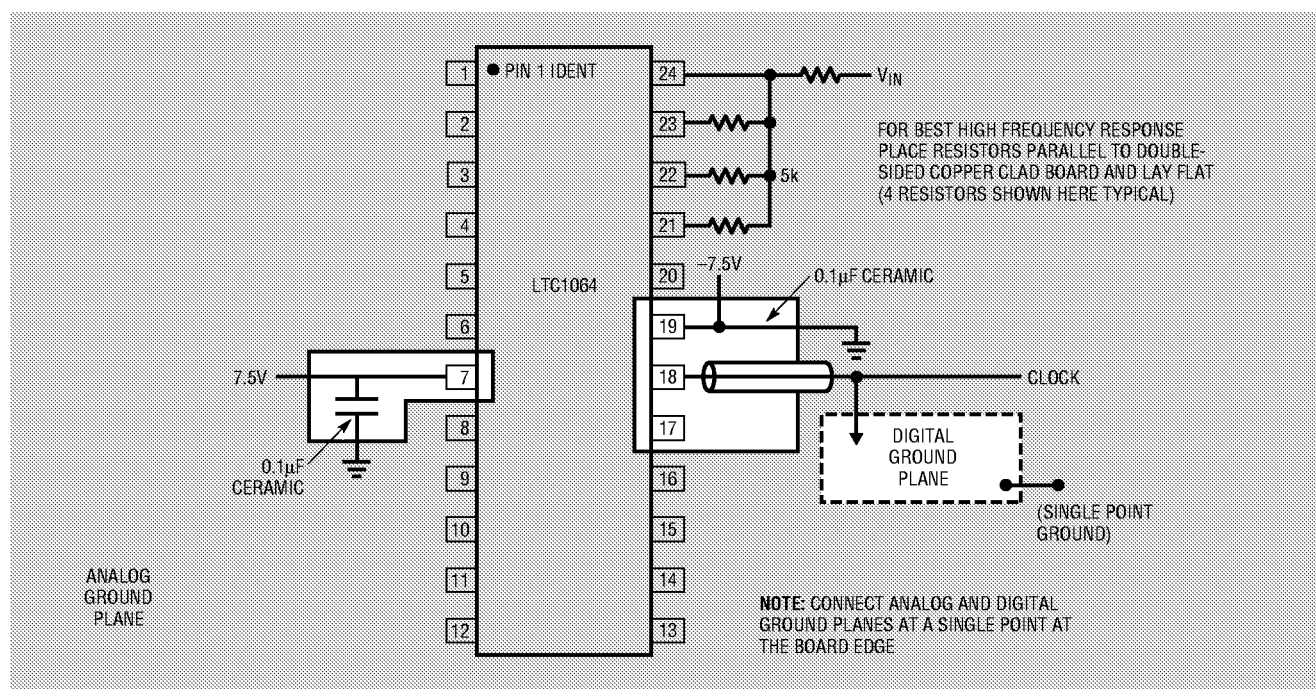 1
● PIN 1 IDENT
24
V_IN
2
23
FOR BEST HIGH FREQUENCY RESPONSE
PLACE RESISTORS PARALLEL TO DOUBLE-
SIDED COPPER CLAD BOARD AND LAY FLAT
(4 RESISTORS SHOWN HERE TYPICAL)
3
22
5k
4
21
5
20
–7.5V
0.1µF CERAMIC
LTC1064
6
19
7.5V
7
18
CLOCK
8
17
DIGITAL
GROUND
PLANE
0.1µF
CERAMIC
9
16
(SINGLE POINT
GROUND)
10
15
11
14
ANALOG
GROUND
PLANE
12
13
NOTE: CONNECT ANALOG AND DIGITAL
GROUND PLANES AT A SINGLE POINT AT
THE BOARD EDGE